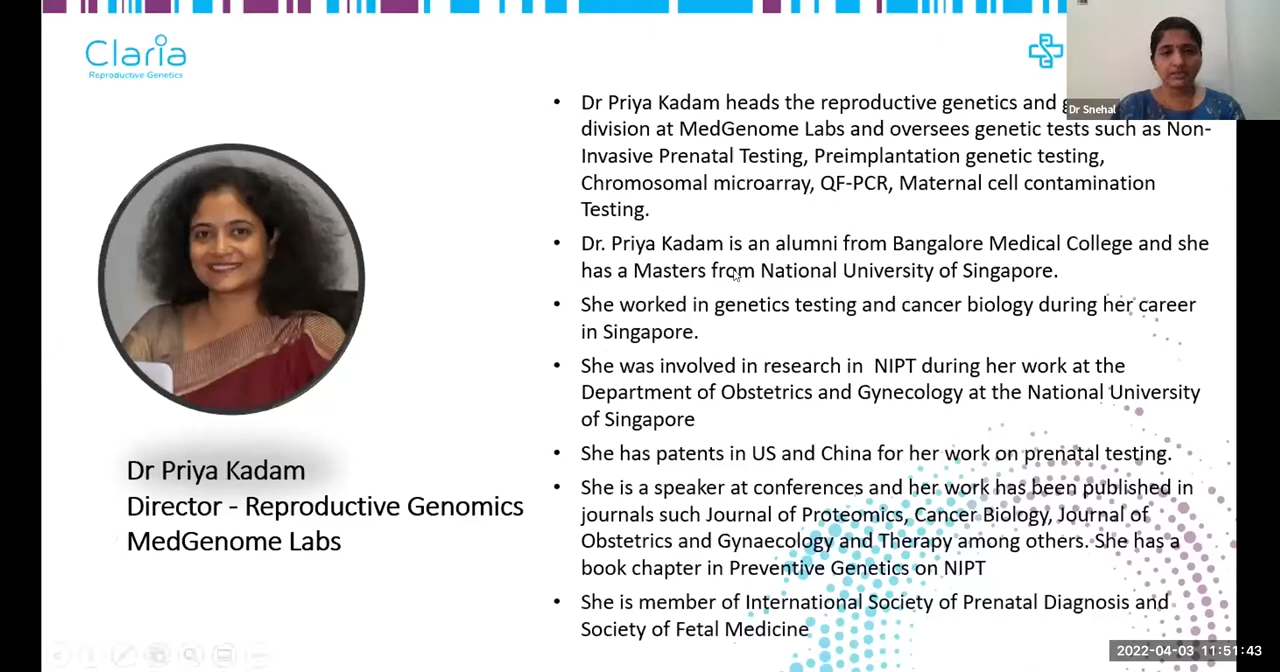 Claria
Reproductive Genetics
Dr Snehal
• Dr Priya Kadam heads the reproductive genetics and
division at MedGenome Labs and oversees genetic tests such as Non-
Invasive Prenatal Testing, Preimplantation genetic testing,
Chromosomal microarray, QF-PCR, Maternal cell contamination
Testing.
• Dr. Priya Kadam is an alumni from Bangalore Medical College and she
has a Masters from National University of Singapore.
• She worked in genetics testing and cancer biology during her career
in Singapore.
• She was involved in research in  NIPT during her work at the
Department of Obstetrics and Gynecology at the National University
of Singapore
• She has patents in US and China for her work on prenatal testing.
• She is a speaker at conferences and her work has been published in
journals such Journal of Proteomics, Cancer Biology, Journal of
Obstetrics and Gynaecology and Therapy among others. She has a
book chapter in Preventive Genetics on NIPT
• She is member of International Society of Prenatal Diagnosis and
Society of Fetal Medicine
Dr Priya Kadam
Director - Reproductive Genomics
MedGenome Labs
2022-04-03 11:51:43